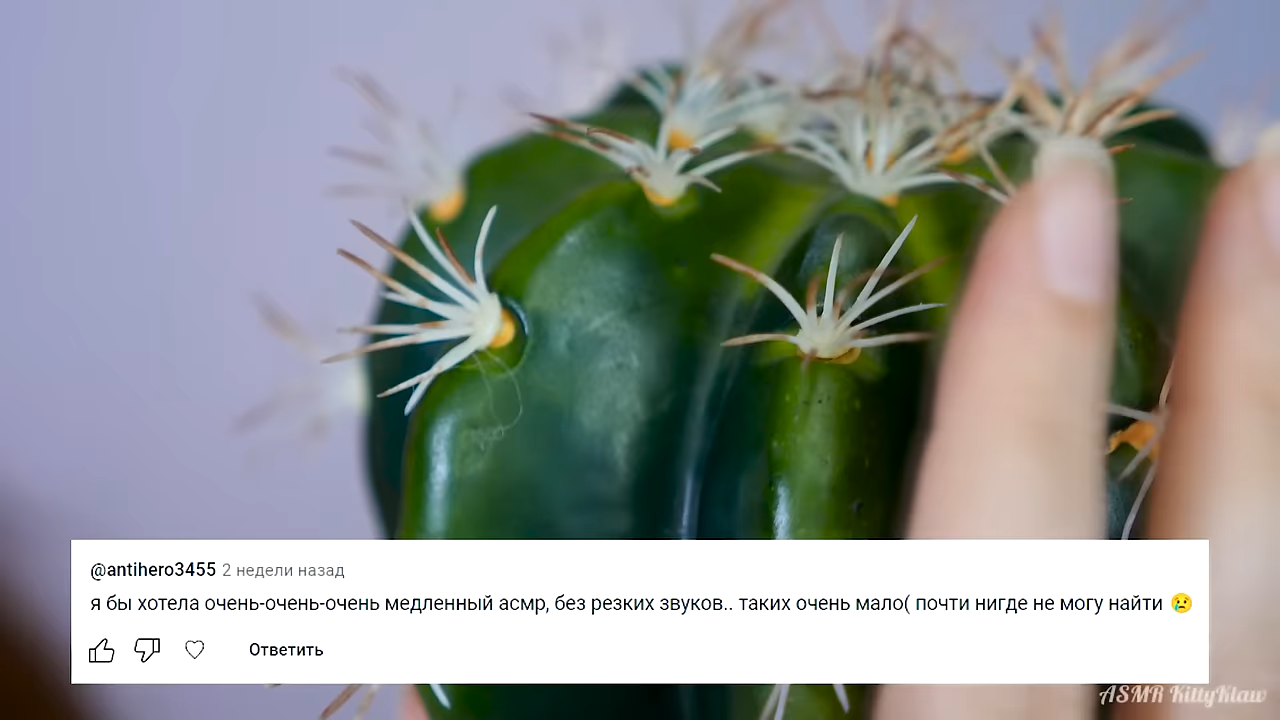 @antihero3455 2 недели назад
я бы хотела очень-очень-очень медленный асмр, без резких звуков.. таких очень мало( почти нигде не могу найти 😢
Ответить
ASMR KittyKlaw